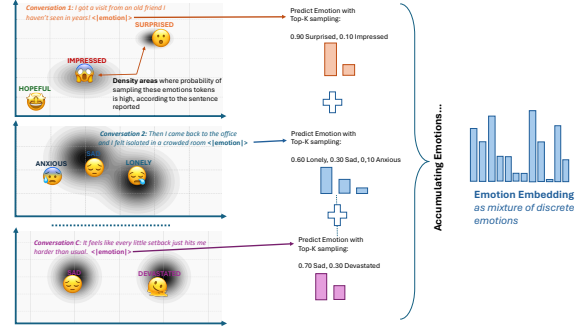 Conversation 1: I got a visit from an old friend I
haven't seen in years! <|emotion|>
SURPRISED
IMPRESSED
HOPEFUL
Density areas where probability of
sampling these emotions tokens
is high, according to the sentence
reported
Predict Emotion with
Top-K sampling:
0.90 Surprised, 0.10 Impressed
Conversation 2: Then I came back to the office
and I felt isolated in a crowded room <|emotion|>
ANXIOUS
SAD
LONELY
Predict Emotion with
Top-K sampling:
0.60 Lonely, 0.30 Sad, 0,10 Anxious
Conversation C: It feels like every little setback just hits me
harder than usual. <|emotion|>
SAD
DEVASTATED
Predict Emotion with
Top-K sampling:
0.70 Sad, 0.30 Devastated
Accumulating Emotions...
Emotion Embedding
as mixture of discrete
emotions